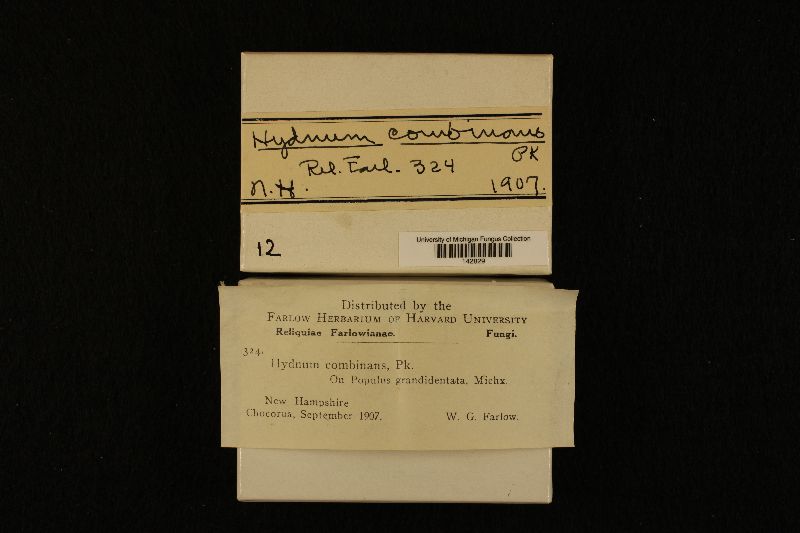 Hydnum combinans
Pk
Rel. Farl. 324
N.H. 1907.
12
University of Michigan Fungus Collection
142829
Distributed by the
FARLOW HERBARIUM OF HARVARD UNIVERSITY
Reliquiae Farlowianae. Fungi.
324.
Hydnum combinans, Pk.
On Populus grandidentata, Michx.
New Hampshire
Chocorua, September 1907. W. G. Farlow.